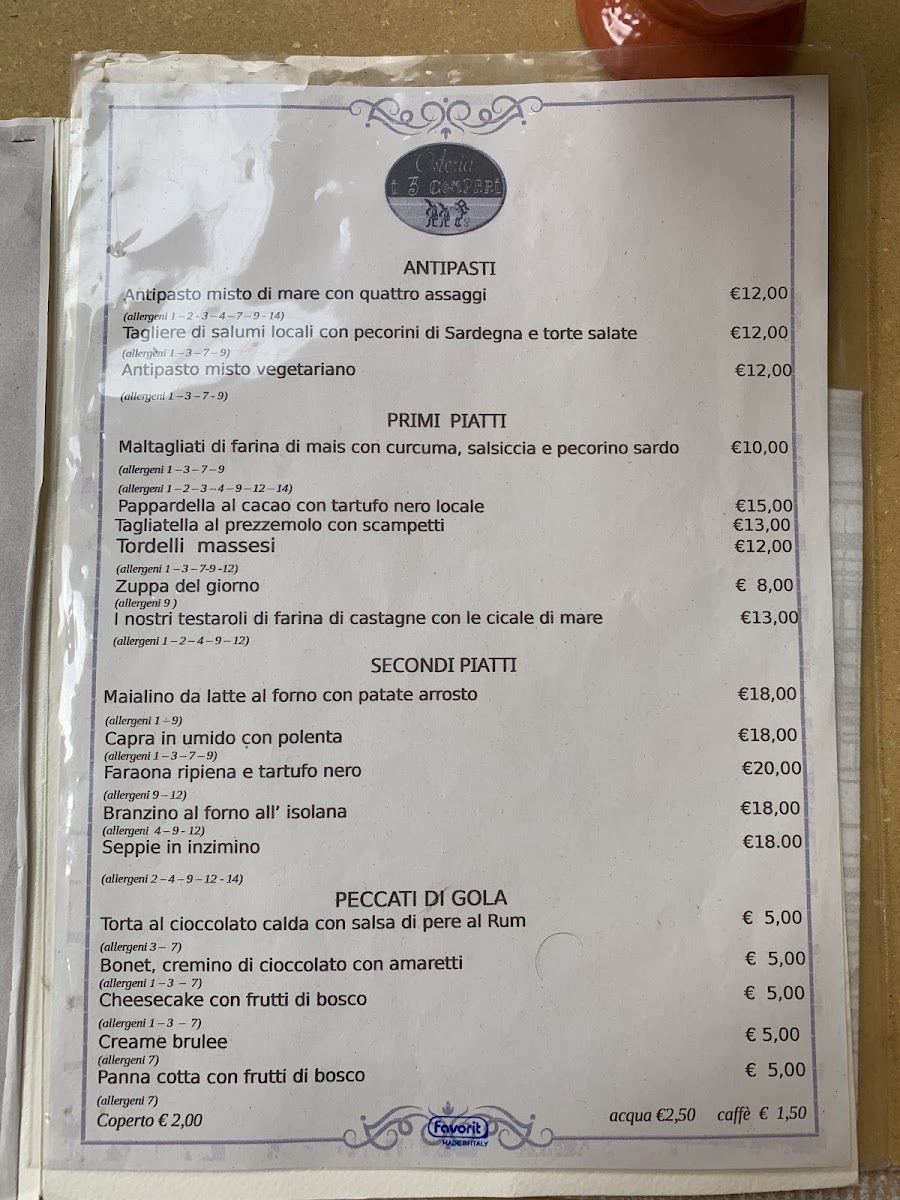 Osteria
i 3 COMPARI
ANTIPASTI
Antipasto misto di mare con quattro assaggi €12,00
(allergeni 1 – 2 - 3 – 4 – 7 – 9 - 14)
Tagliere di salumi locali con pecorini di Sardegna e torte salate €12,00
(allergèni 1 – 3 – 7 – 9)
Antipasto misto vegetariano €12,00
(allergeni 1 – 3 – 7 - 9)
PRIMI PIATTI
Maltagliati di farina di mais con curcuma, salsiccia e pecorino sardo €10,00
(allergeni 1 – 3 – 7 – 9
(allergeni 1 – 2 – 3 – 4 – 9 – 12 – 14)
Pappardella al cacao con tartufo nero locale €15,00
Tagliatella al prezzemolo con scampetti €13,00
Tordelli massesi €12,00
(allergeni 1 – 3 – 7-9 -12)
Zuppa del giorno € 8,00
(allergeni 9 )
I nostri testaroli di farina di castagne con le cicale di mare €13,00
(allergeni 1 – 2 – 4 – 9 – 12)
SECONDI PIATTI
Maialino da latte al forno con patate arrosto €18,00
(allergeni 1 – 9)
Capra in umido con polenta €18,00
(allergeni 1 – 3 – 7 – 9)
Faraona ripiena e tartufo nero €20,00
(allergeni 9 – 12)
Branzino al forno all’ isolana €18,00
(allergeni 4 – 9 - 12)
Seppie in inzimino €18.00
(allergeni 2 – 4 – 9 – 12 - 14)
PECCATI DI GOLA
Torta al cioccolato calda con salsa di pere al Rum € 5,00
(allergeni 3 – 7)
Bonet, cremino di cioccolato con amaretti € 5,00
(allergeni 1 – 3 – 7)
Cheesecake con frutti di bosco € 5,00
(allergeni 1 – 3 – 7)
Creame brulee € 5,00
(allergeni 7)
Panna cotta con frutti di bosco € 5,00
(allergeni 7)
Coperto € 2,00 acqua €2,50 caffè € 1,50
Favorit
MADE IN ITALY